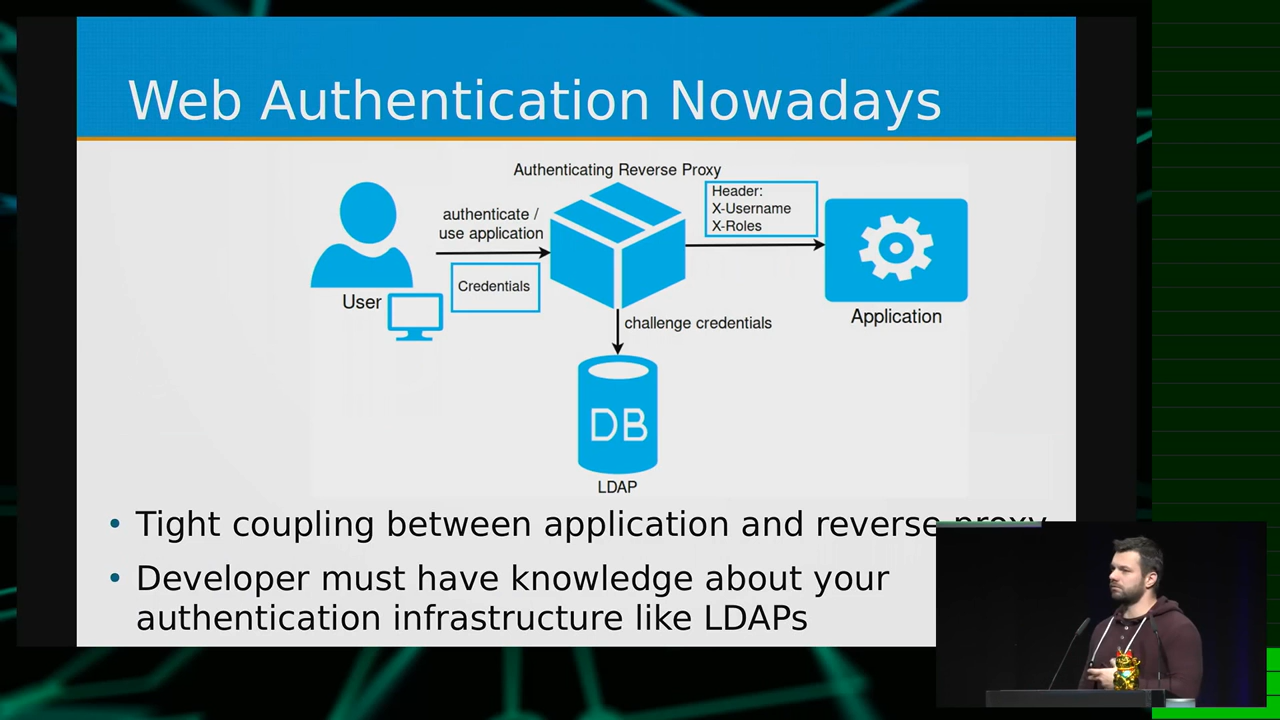 Web Authentication Nowadays
Authenticating Reverse Proxy
Header:
X-Username
X-Roles
authenticate /
use application
Credentials
User
Application
challenge credentials
DB
LDAP
• Tight coupling between application and reverse proxy
• Developer must have knowledge about your
authentication infrastructure like LDAPs